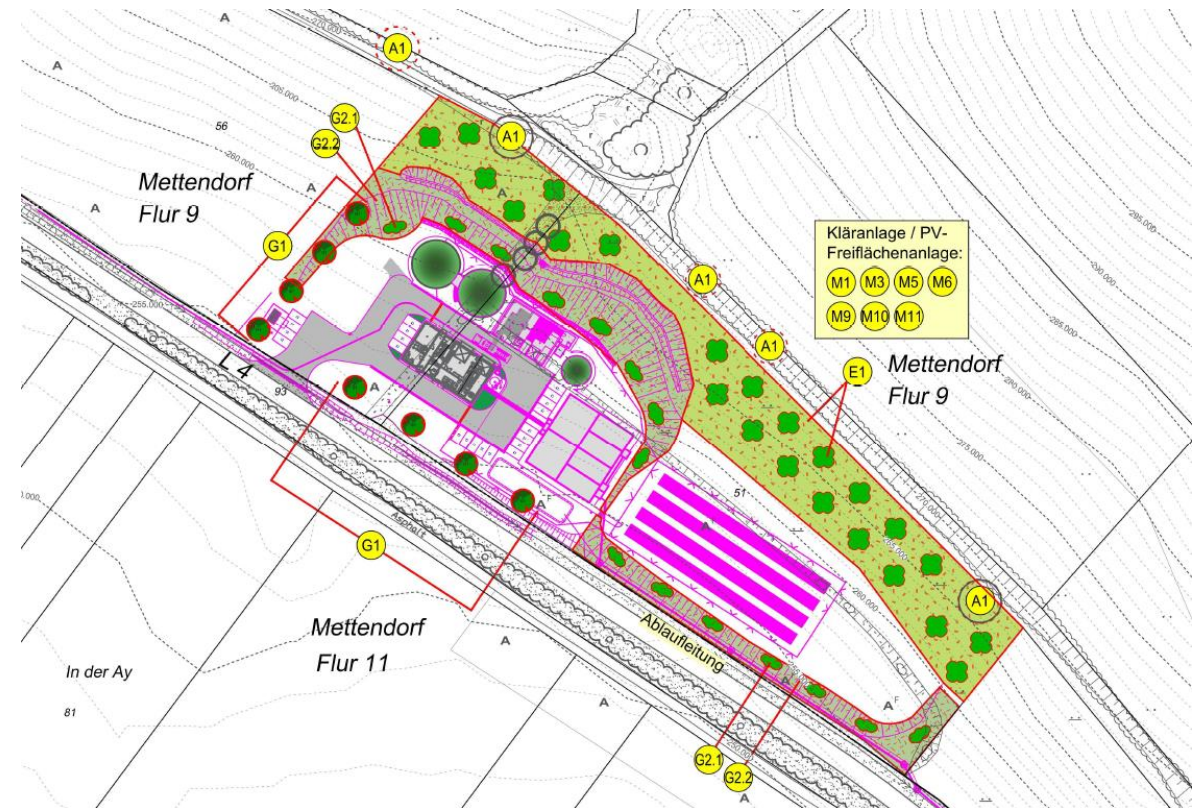 A
A1
A
56
G2.1
G2.2
A1
Mettendorf
Flur 9
A
A
A
G1
Kläranlage / PV-
Freiflächenanlage:
M1 M3 M5 M6
M9 M10 M11
A1
A1
E1
Mettendorf
Flur 9
L 4
93
A
51
A F
A F
Asphalt
G1
A1
Ablaufleitung
Mettendorf
Flur 11
In der Ay
81
A
A
A
A F
A
G2.1
G2.2
A